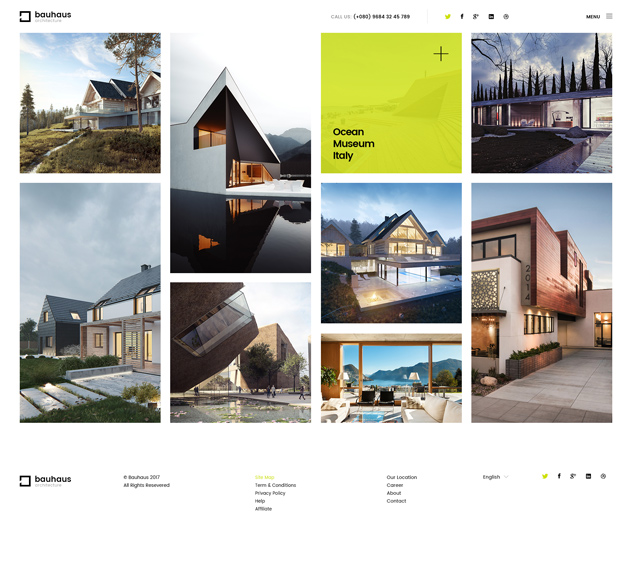 bauhaus
architecture
CALL US: (+080) 9684 32 45 789
MENU
Ocean
Museum
Italy
2014
bauhaus
architecture
© Bauhaus 2017
All Rights Resevered
Site Map
Term & Conditions
Privacy Policy
Help
Affiliate
Our Location
Career
About
Contact
English